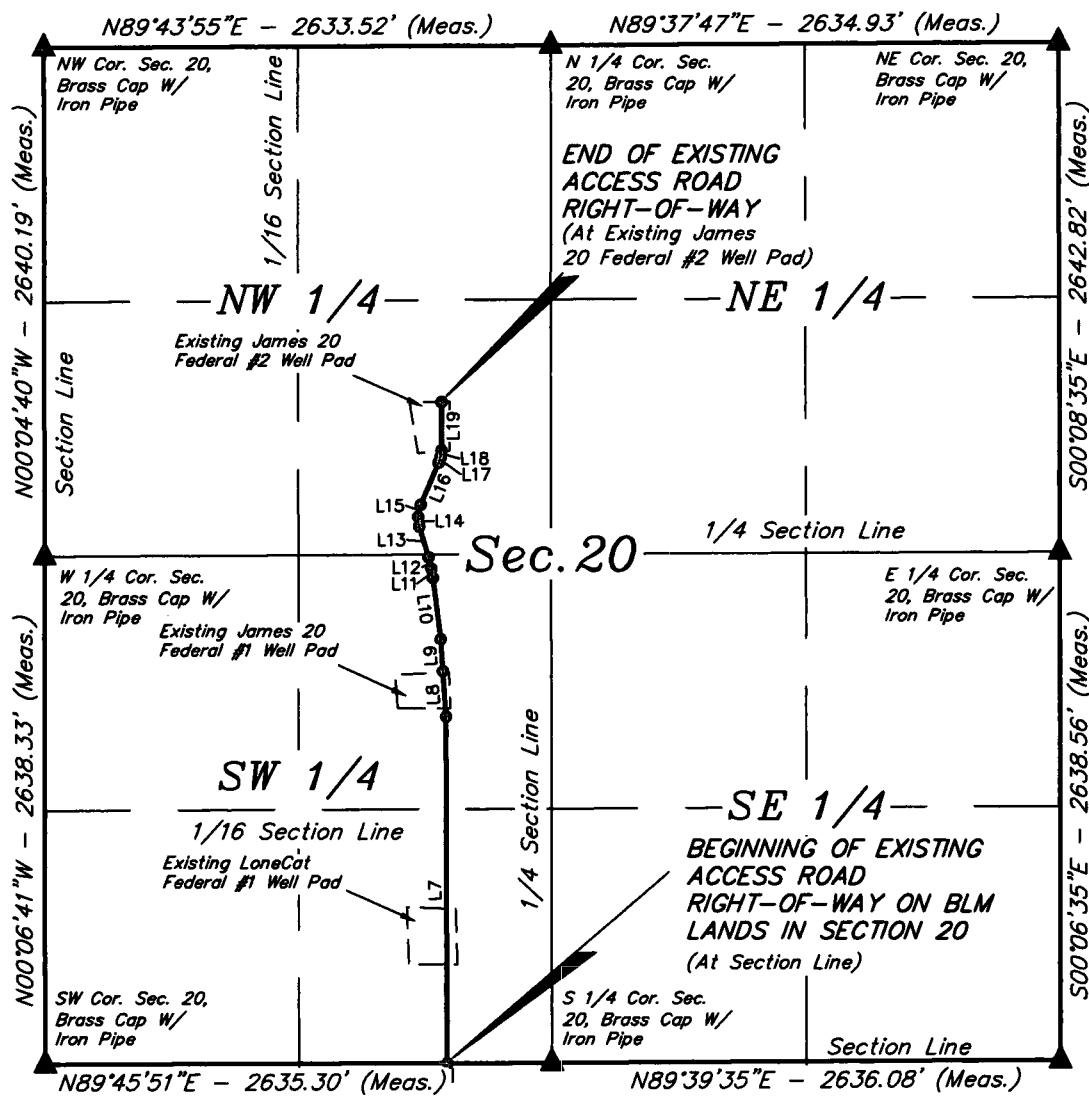 N89°43'55"E - 2633.52' (Meas.)
N89°37'47"E - 2634.93' (Meas.)
NW Cor. Sec. 20,
Brass Cap W/
Iron Pipe
1/16 Section Line
N 1/4 Cor. Sec.
20, Brass Cap W/
Iron Pipe
NE Cor. Sec. 20,
Brass Cap W/
Iron Pipe
N00°04'40"W - 2640.19' (Meas.)
Section Line
S00°08'35"E - 2642.82' (Meas.)
END OF EXISTING
ACCESS ROAD
RIGHT-OF-WAY
(At Existing James
20 Federal #2 Well Pad)
NW 1/4
NE 1/4
Existing James 20
Federal #2 Well Pad
L19
L18
L17
L16
L15
L14
L13
1/4 Section Line
Sec. 20
L12
L11
W 1/4 Cor. Sec.
20, Brass Cap W/
Iron Pipe
E 1/4 Cor. Sec.
20, Brass Cap W/
Iron Pipe
L10
Existing James 20
Federal #1 Well Pad
L9
L8
N00°06'41"W - 2638.33' (Meas.)
1/4 Section Line
S00°06'35"E - 2638.56' (Meas.)
SW 1/4
SE 1/4
1/16 Section Line
Existing LoneCat
Federal #1 Well Pad
L7
BEGINNING OF EXISTING
ACCESS ROAD
RIGHT-OF-WAY ON BLM
LANDS IN SECTION 20
(At Section Line)
SW Cor. Sec. 20,
Brass Cap W/
Iron Pipe
S 1/4 Cor. Sec.
20, Brass Cap W/
Iron Pipe
Section Line
N89°45'51"E - 2635.30' (Meas.)
N89°39'35"E - 2636.08' (Meas.)